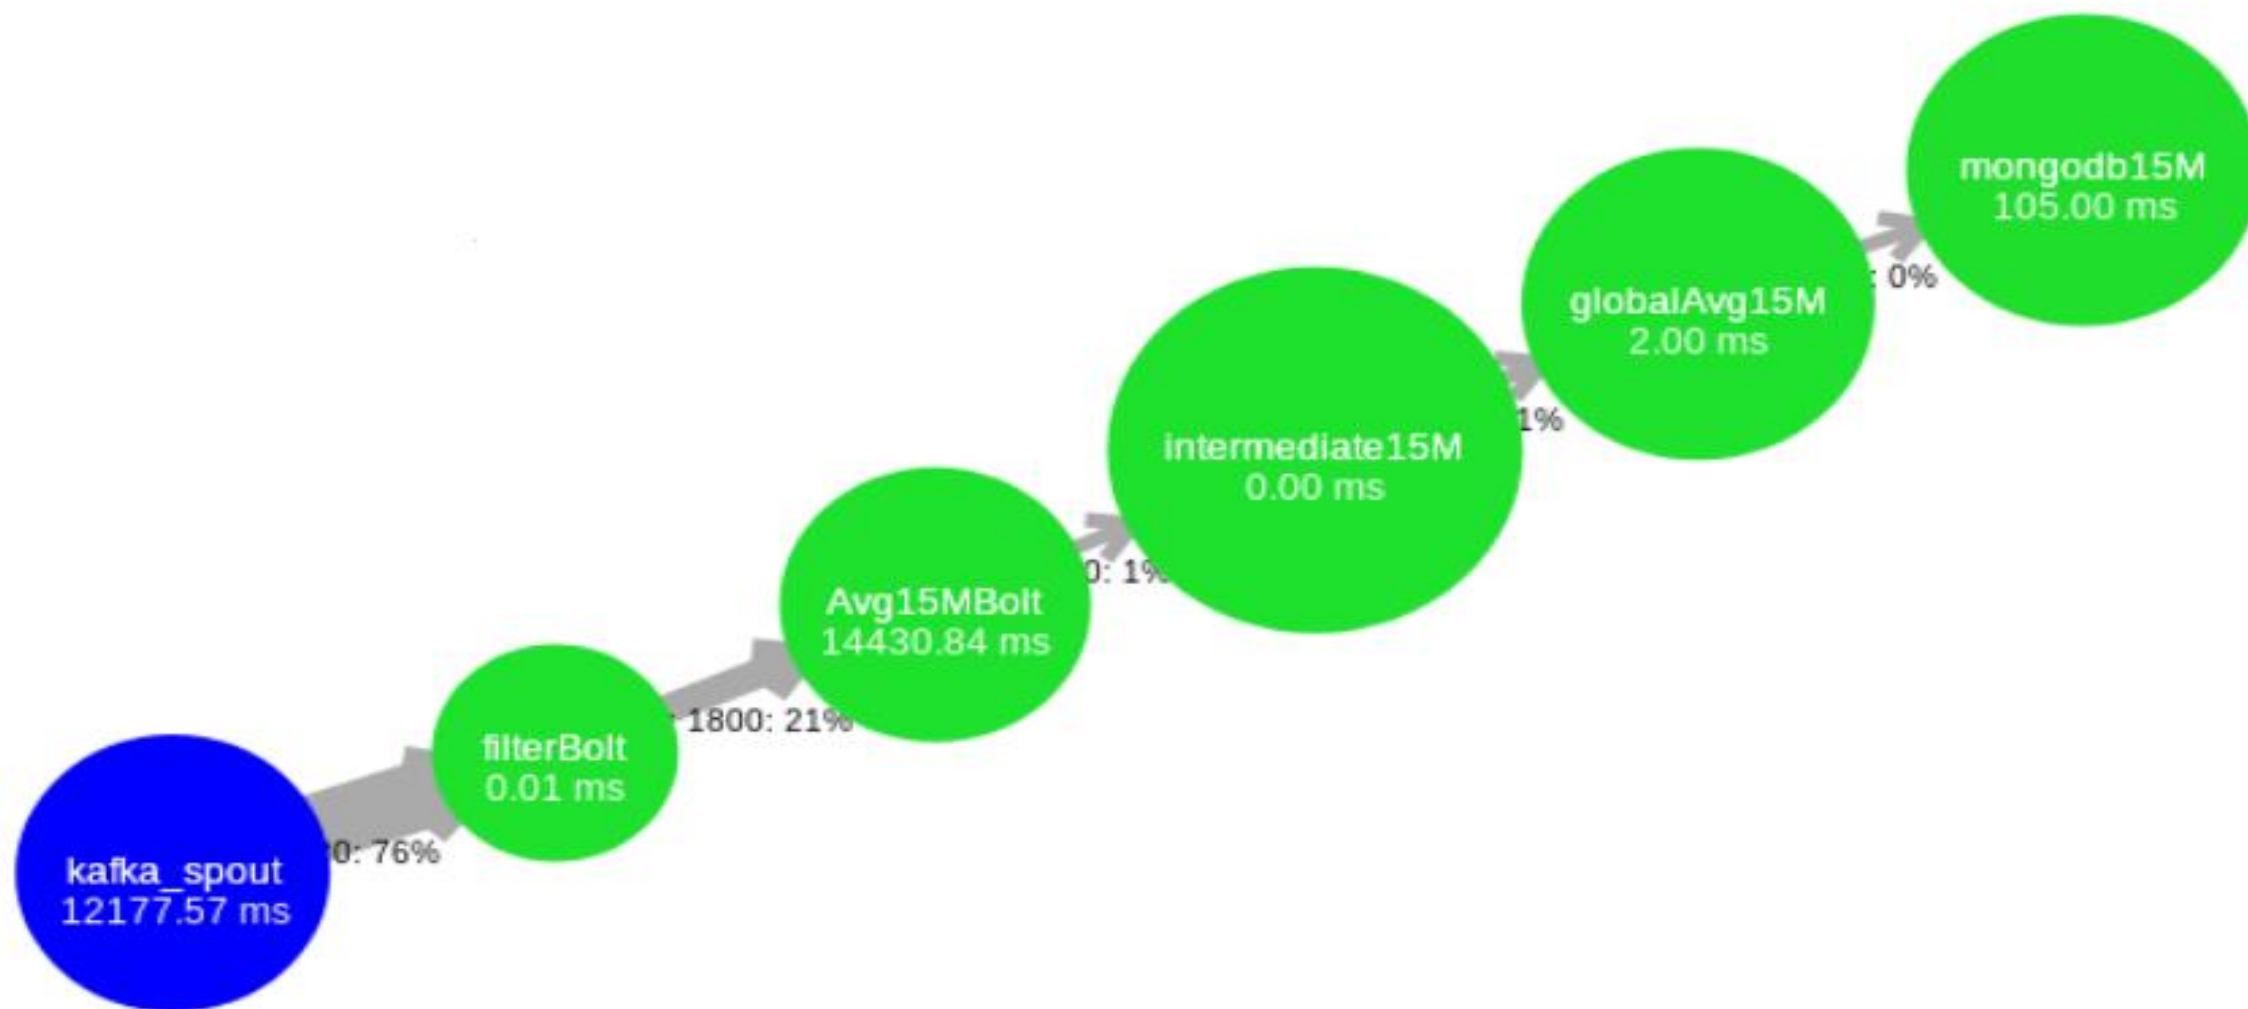 kafka_spout
12177.57 ms
0: 76%
filterBolt
0.01 ms
: 1800: 21%
Avg15MBolt
14430.84 ms
0: 1%
intermediate15M
0.00 ms
1%
globalAvg15M
2.00 ms
: 0%
mongodb15M
105.00 ms